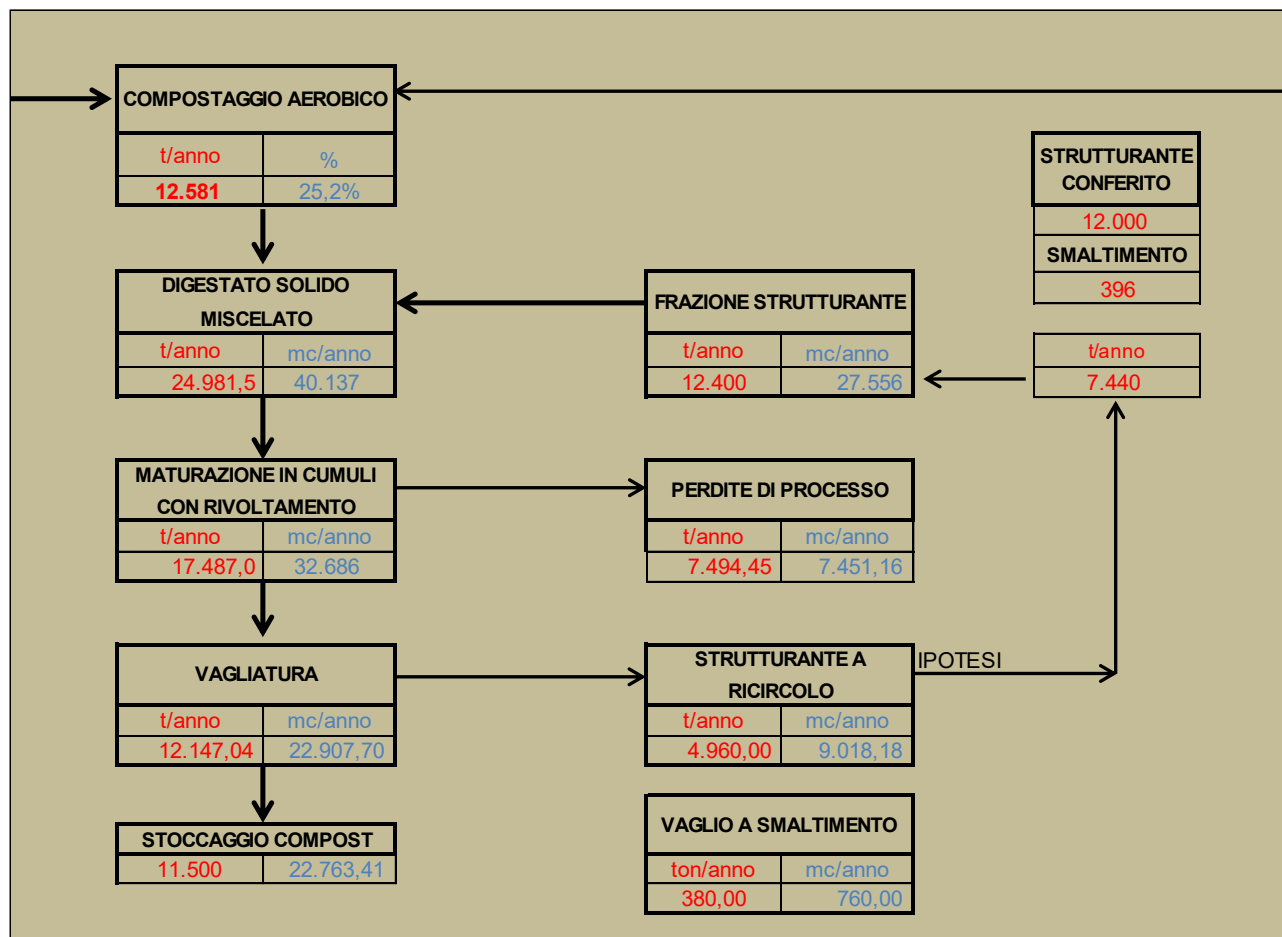 COMPOSTAGGIO AEROBICO
t/anno %
12.581 25,2%
STRUTTURANTE
CONFERITO
12.000
SMALTIMENTO
396
DIGESTATO SOLIDO
MISCELATO
t/anno mc/anno
24.981,5 40.137
FRAZIONE STRUTTURANTE
t/anno mc/anno
12.400 27.556
t/anno
7.440
MATURAZIONE IN CUMULI
CON RIVOLTAMENTO
t/anno mc/anno
17.487,0 32.686
PERDITE DI PROCESSO
t/anno mc/anno
7.494,45 7.451,16
VAGLIATURA
t/anno mc/anno
12.147,04 22.907,70
STRUTTURANTE A
RICIRCOLO
t/anno mc/anno
4.960,00 9.018,18
IPOTESI
STOCCAGGIO COMPOST
11.500 22.763,41
VAGLIO A SMALTIMENTO
ton/anno mc/anno
380,00 760,00